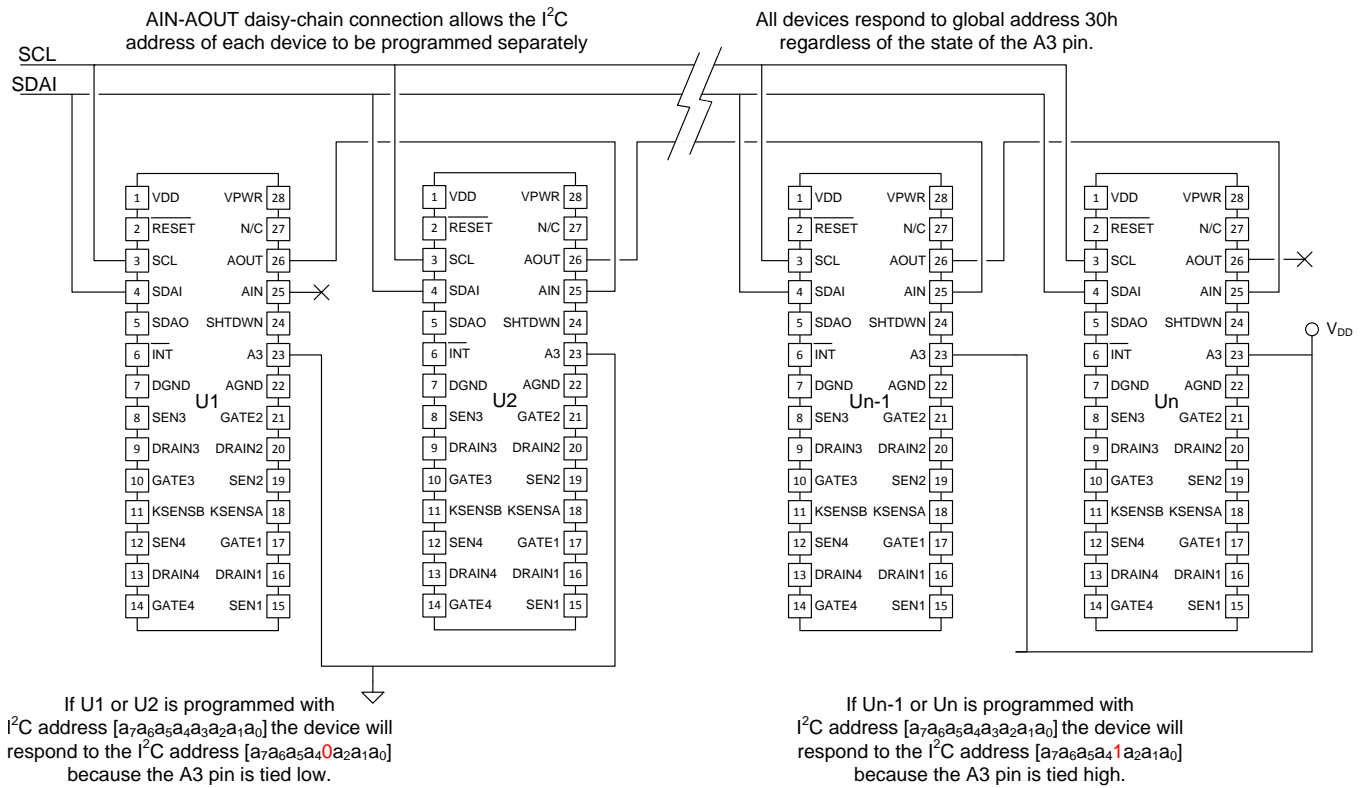 AIN-AOUT daisy-chain connection allows the I²C
address of each device to be programmed separately
All devices respond to global address 30h
regardless of the state of the A3 pin.
SCL
SDAI
1 VDD VPWR 28
2 RESET N/C 27
3 SCL AOUT 26
4 SDAI AIN 25
5 SDAO SHTDWN 24
6 INT A3 23
7 DGND AGND 22
U1
8 SEN3 GATE2 21
9 DRAIN3 DRAIN2 20
10 GATE3 SEN2 19
11 KSENSB KSENSA 18
12 SEN4 GATE1 17
13 DRAIN4 DRAIN1 16
14 GATE4 SEN1 15
1 VDD VPWR 28
2 RESET N/C 27
3 SCL AOUT 26
4 SDAI AIN 25
5 SDAO SHTDWN 24
6 INT A3 23
7 DGND AGND 22
U2
8 SEN3 GATE2 21
9 DRAIN3 DRAIN2 20
10 GATE3 SEN2 19
11 KSENSB KSENSA 18
12 SEN4 GATE1 17
13 DRAIN4 DRAIN1 16
14 GATE4 SEN1 15
1 VDD VPWR 28
2 RESET N/C 27
3 SCL AOUT 26
4 SDAI AIN 25
5 SDAO SHTDWN 24
6 INT A3 23
7 DGND AGND 22
Un-1
8 SEN3 GATE2 21
9 DRAIN3 DRAIN2 20
10 GATE3 SEN2 19
11 KSENSB KSENSA 18
12 SEN4 GATE1 17
13 DRAIN4 DRAIN1 16
14 GATE4 SEN1 15
1 VDD VPWR 28
2 RESET N/C 27
3 SCL AOUT 26
4 SDAI AIN 25
5 SDAO SHTDWN 24
6 INT A3 23
7 DGND AGND 22
Un
8 SEN3 GATE2 21
9 DRAIN3 DRAIN2 20
10 GATE3 SEN2 19
11 KSENSB KSENSA 18
12 SEN4 GATE1 17
13 DRAIN4 DRAIN1 16
14 GATE4 SEN1 15
V_DD
If U1 or U2 is programmed with
I²C address [a₇a₆a₅a₄a₃a₂a₁a₀] the device will
respond to the I²C address [a₇a₆a₅a₄0a₂a₁a₀]
because the A3 pin is tied low.
If Un-1 or Un is programmed with
I²C address [a₇a₆a₅a₄a₃a₂a₁a₀] the device will
respond to the I²C address [a₇a₆a₅a₄1a₂a₁a₀]
because the A3 pin is tied high.